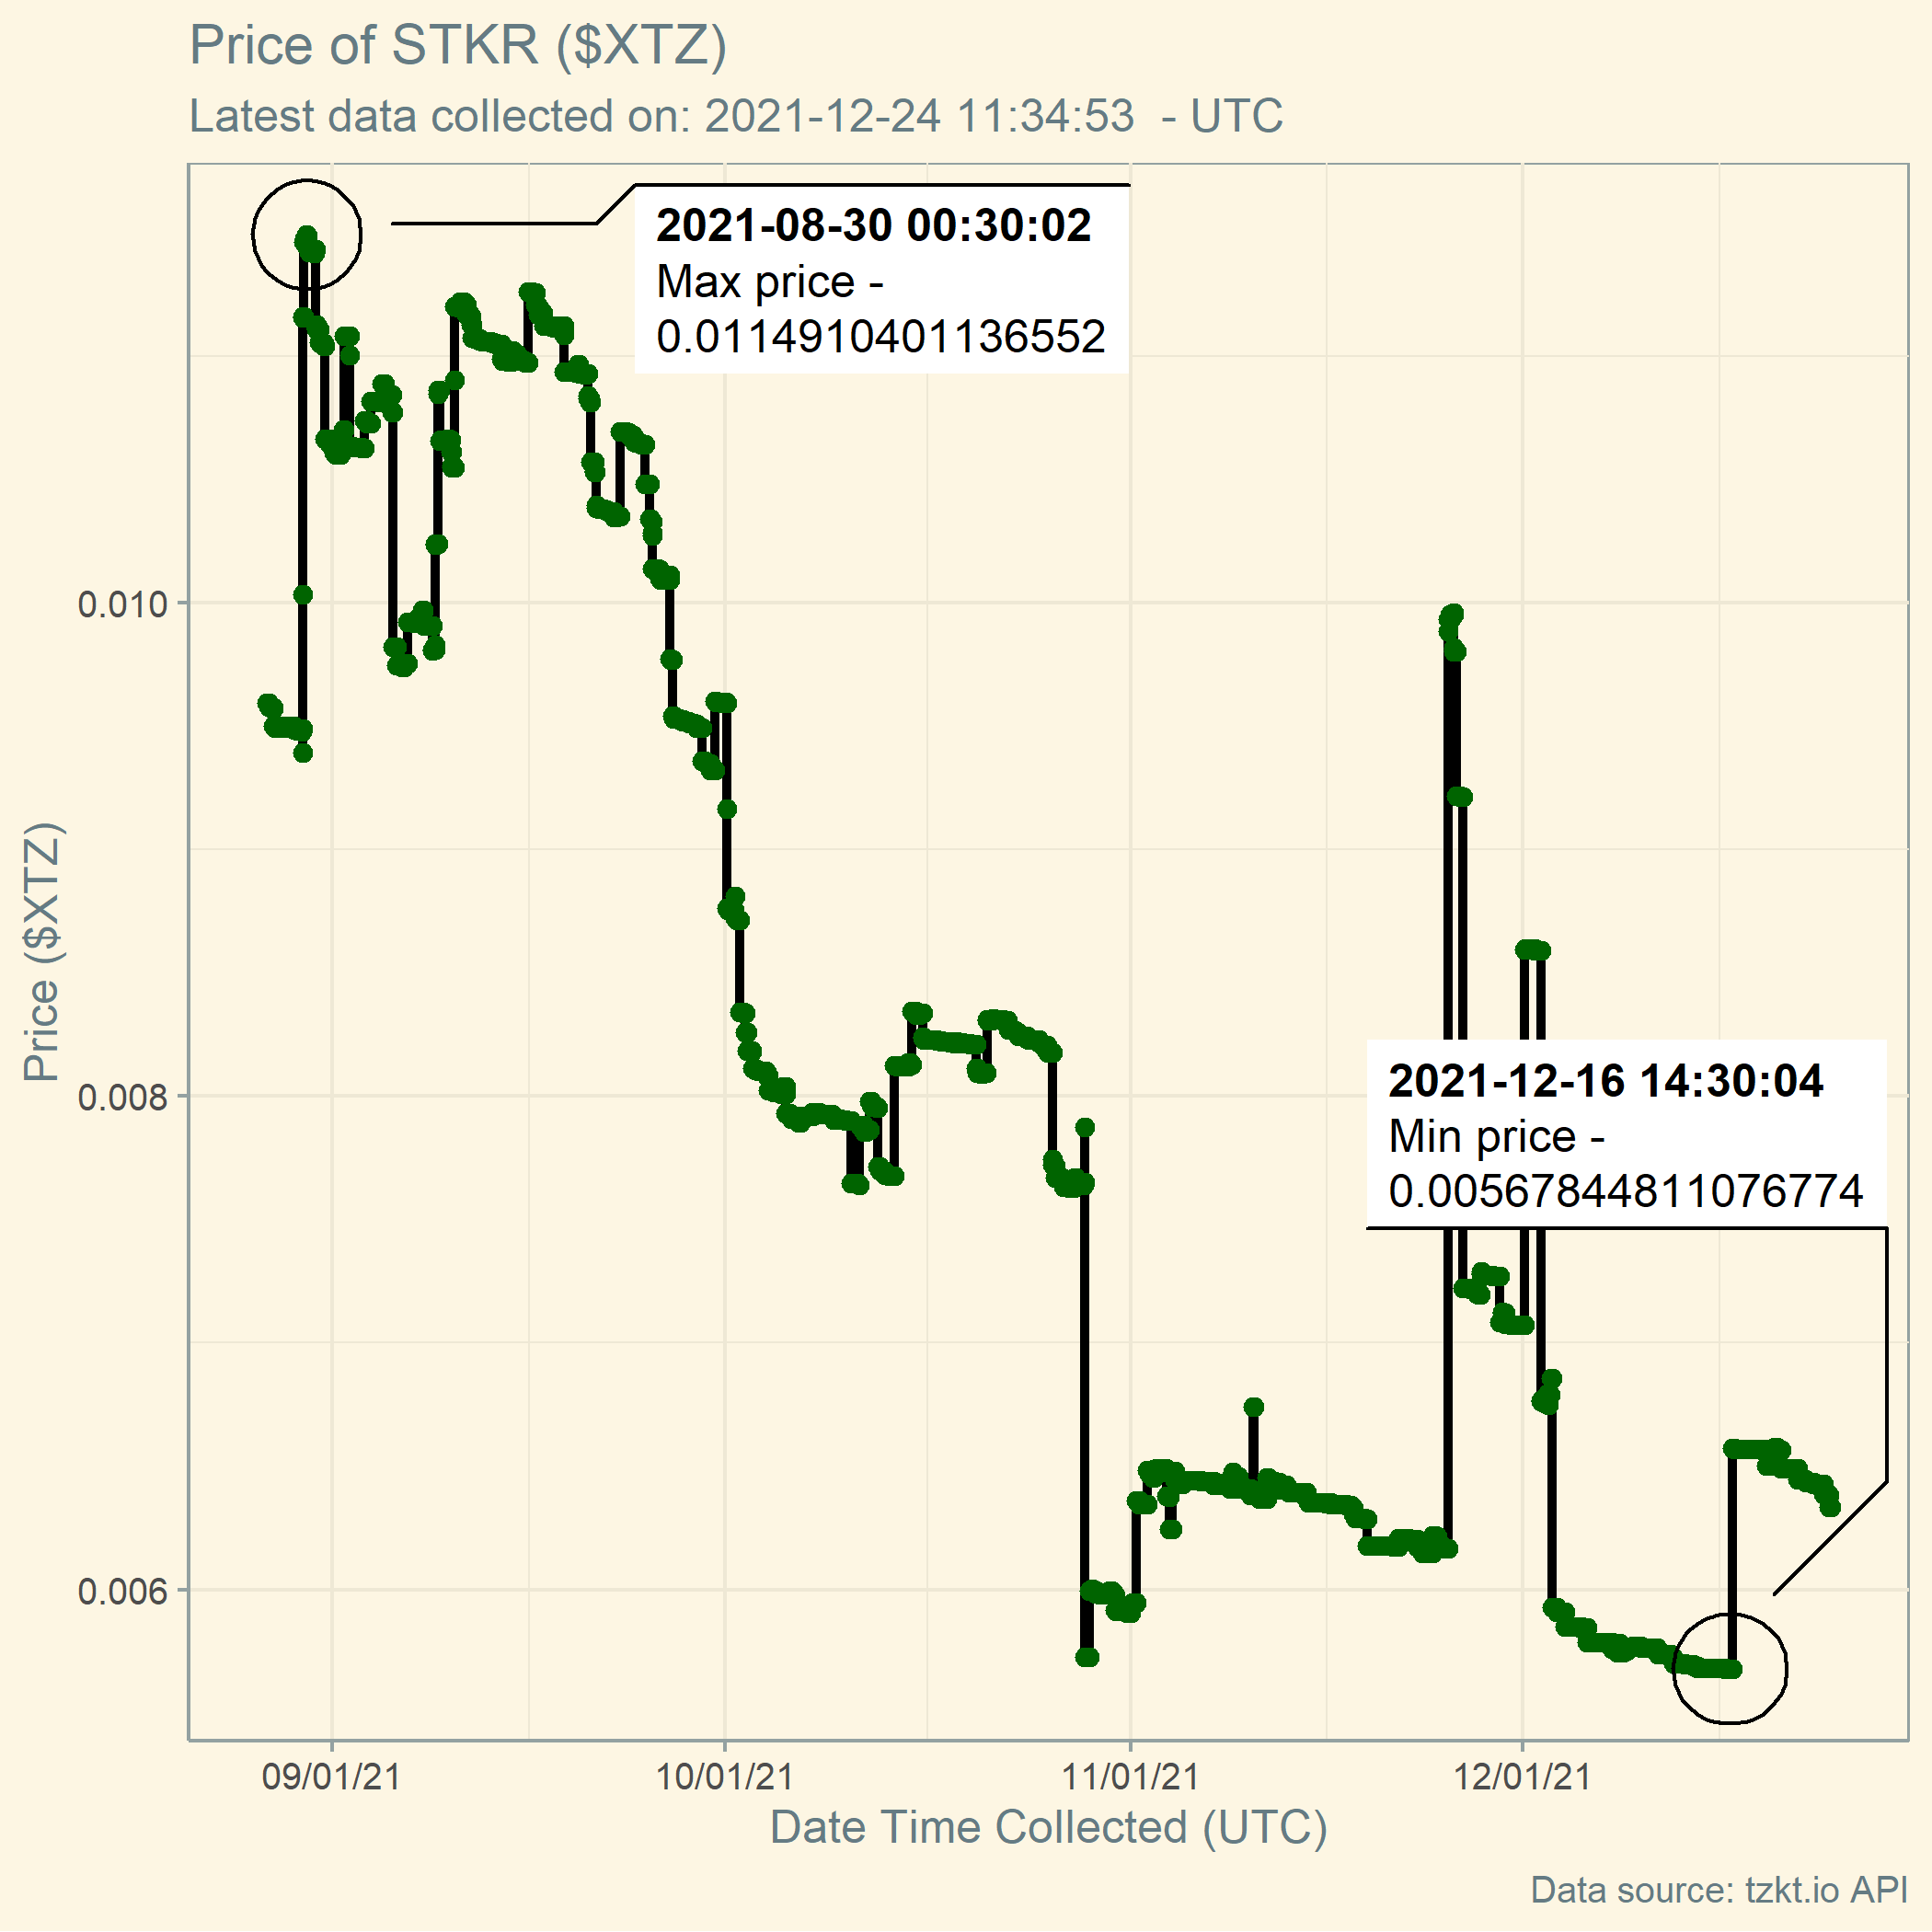 Price of STKR ($XTZ)
Latest data collected on: 2021-12-24 11:34:53  - UTC
2021-08-30 00:30:02
Max price -
0.0114910401136552
0.010
Price ($XTZ)
0.008
2021-12-16 14:30:04
Min price -
0.00567844811076774
0.006
09/01/21
10/01/21
11/01/21
12/01/21
Date Time Collected (UTC)
Data source: tzkt.io API